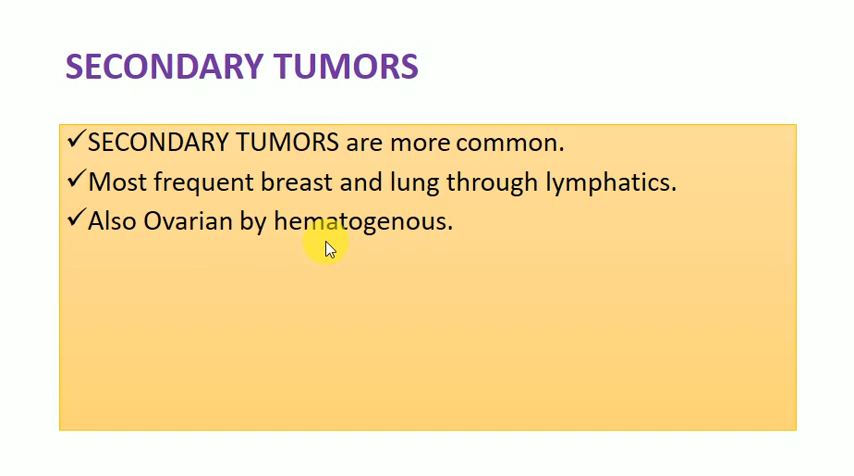 SECONDARY TUMORS
✓SECONDARY TUMORS are more common.
✓Most frequent breast and lung through lymphatics.
✓Also Ovarian by hematogenous.